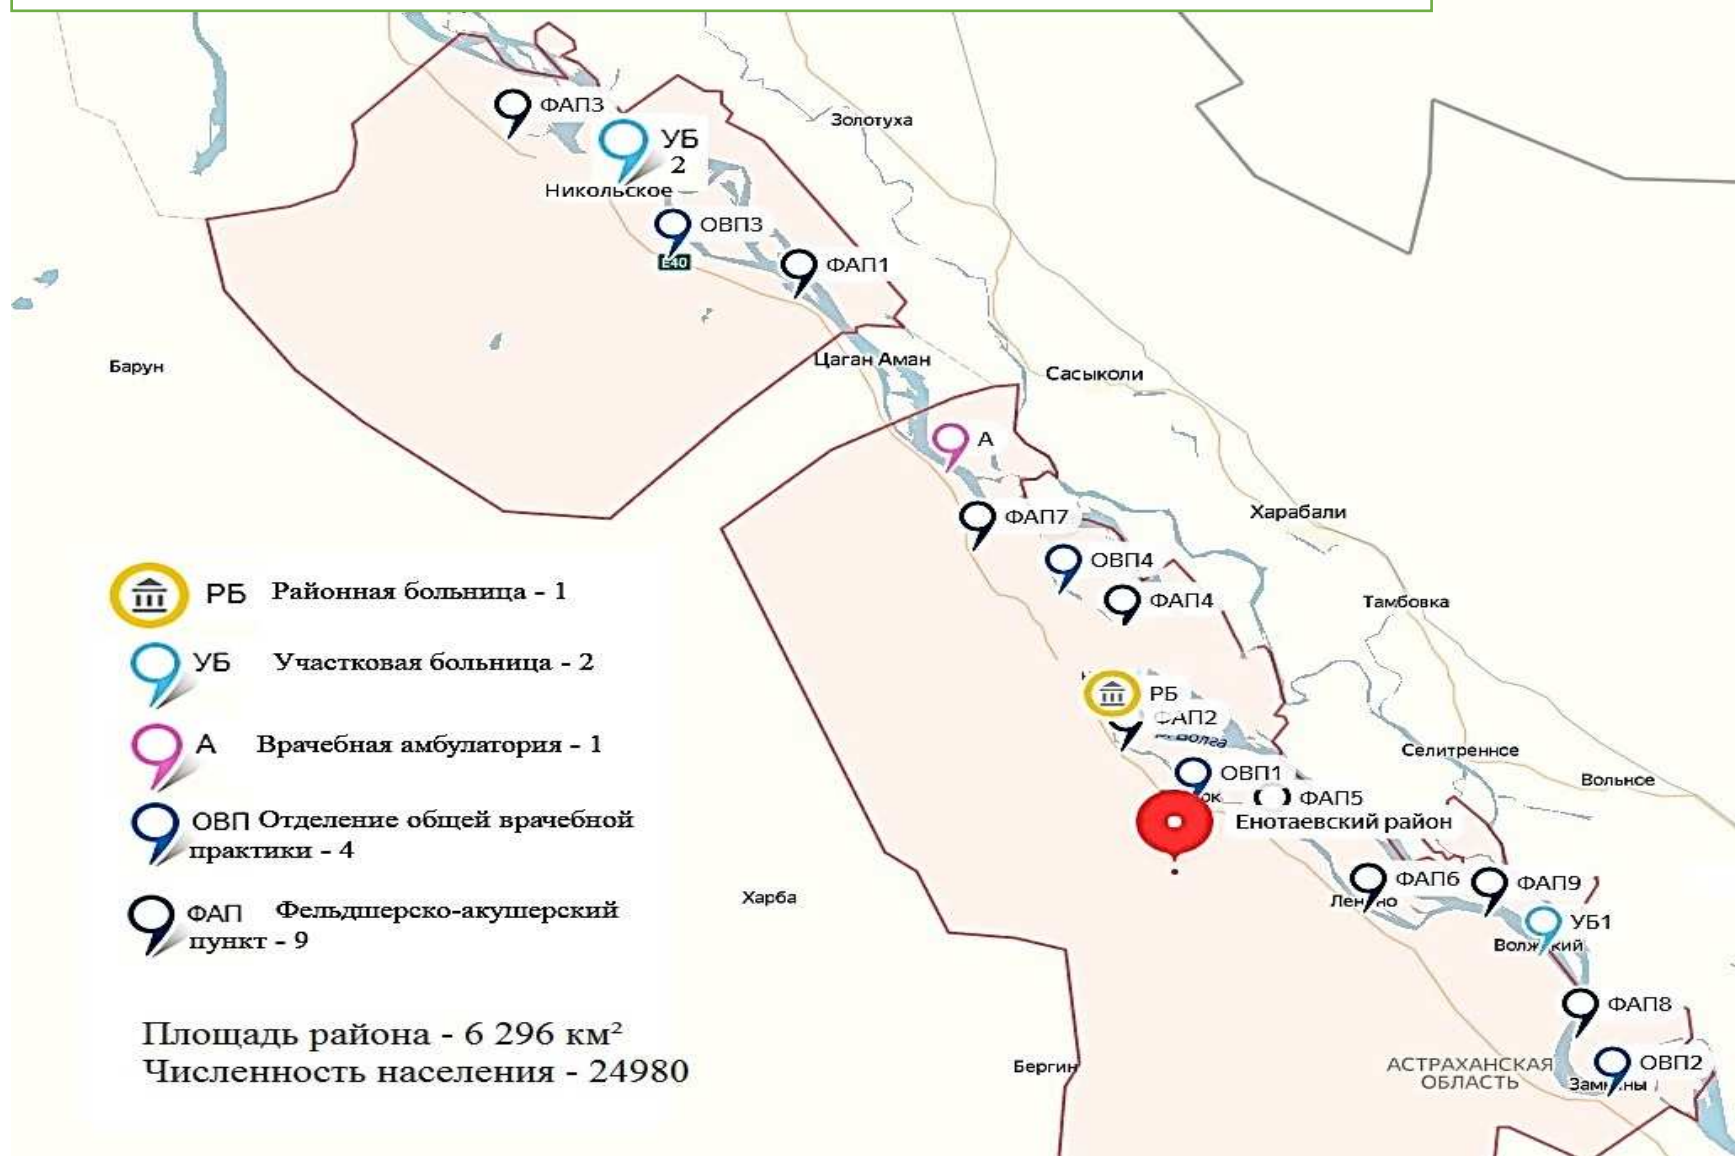 ФАП3
Золотуха
УБ
2
Никольское
ОВП3
E40
ФАП1
Барун
Цаган Аман
Сасыколи
А
Харабали
ФАП7
ОВП4
РБ Районная больница - 1
ФАП4
Тамбовка
УБ Участковая больница - 2
РБ
ФАП2
Волга
Селитренное
А Врачебная амбулатория - 1
ОВП1
Вольное
ФАП5
Енотаевский район
ОВП Отделение общей врачебной
практики - 4
ФАП6
ФАП9
Харба
ФАП Фельдшерско-акушерский
пункт - 9
УБ1
ФАП8
Площадь района - 6 296 км²
Численность населения - 24980
Бергин
АСТРАХАНСКАЯ
ОБЛАСТЬ
ОВП2